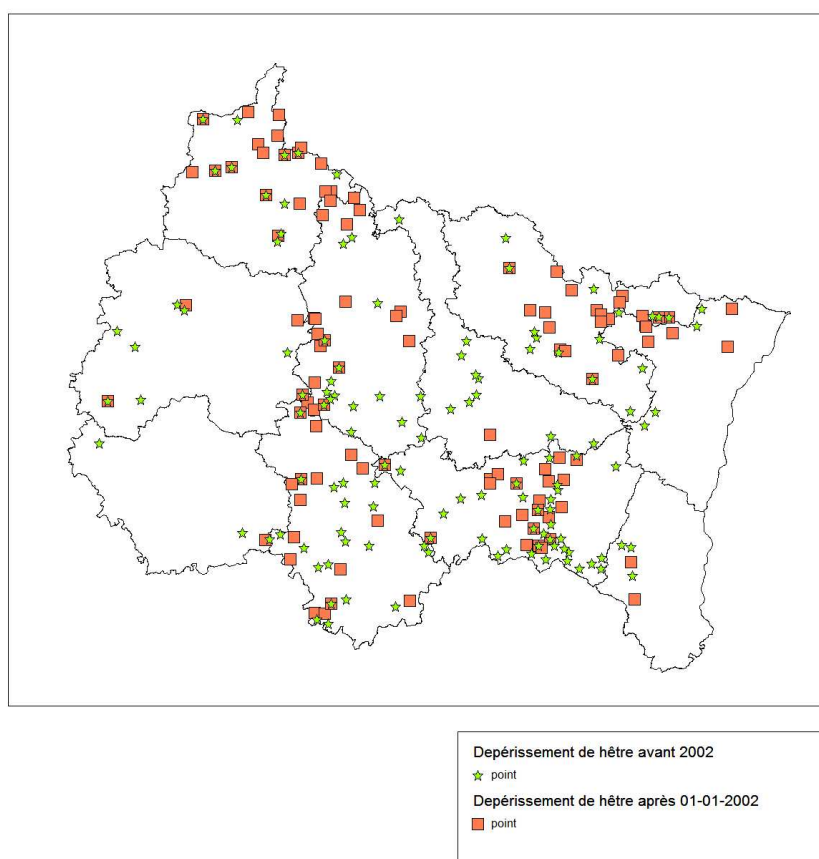 Depérissement de hêtre avant 2002
point
Depérissement de hêtre après 01-01-2002
point